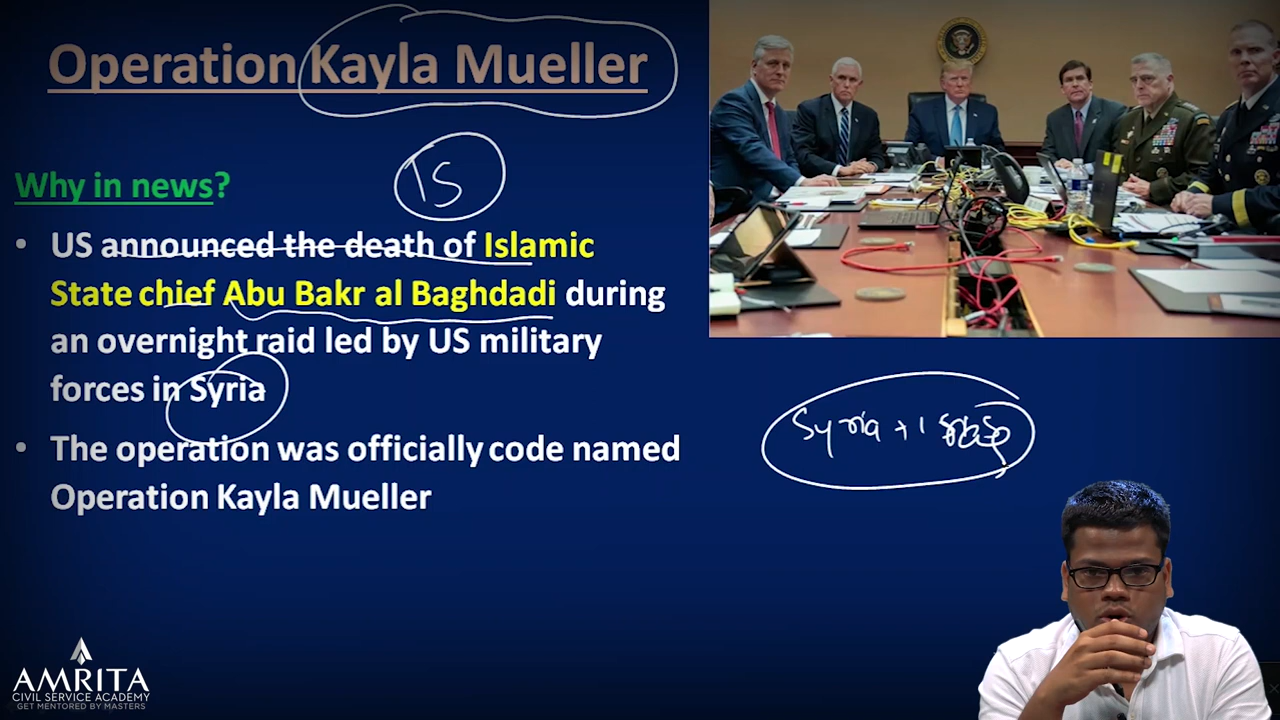 Operation Kayla Mueller
IS
Why in news?
• US announced the death of Islamic
State chief Abu Bakr al Baghdadi during
an overnight raid led by US military
forces in Syria
• The operation was officially code named
Operation Kayla Mueller
Syria + I
AMRITA
CIVIL SERVICE ACADEMY
GET MENTORED BY MASTERS